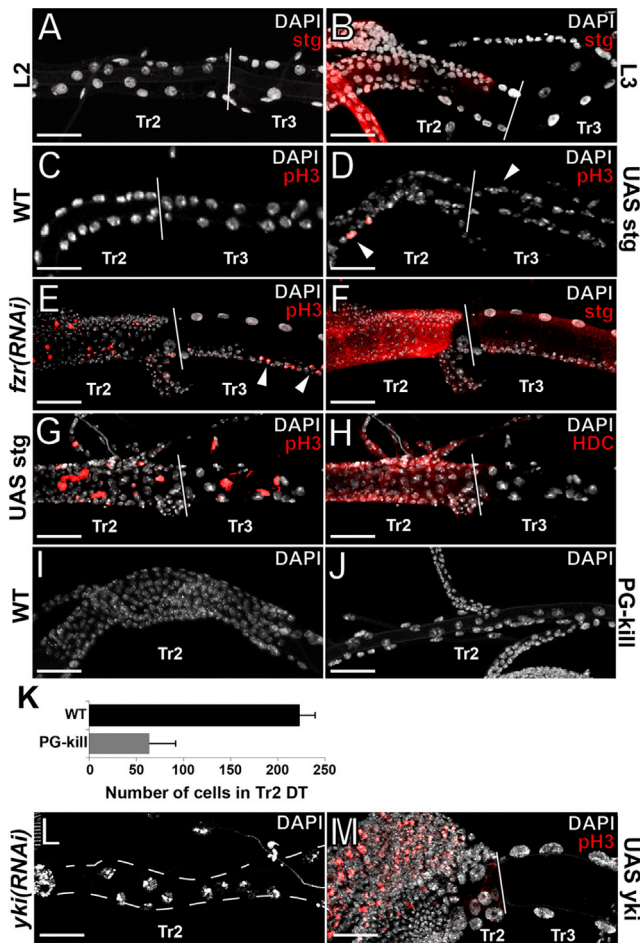 A
DAPI
stg
L2
Tr2
Tr3
B
DAPI
stg
L3
Tr2
Tr3
C
DAPI
pH3
WT
Tr2
Tr3
D
DAPI
pH3
UAS stg
Tr2
Tr3
E
DAPI
pH3
fzr(RNAi)
Tr2
Tr3
F
DAPI
stg
Tr2
Tr3
G
DAPI
pH3
UAS stg
Tr2
Tr3
H
DAPI
HDC
Tr2
Tr3
I
DAPI
WT
Tr2
J
DAPI
PG-kill
Tr2
K
WT
PG-kill
0 50 100 150 200 250
Number of cells in Tr2 DT
L
DAPI
yki(RNAi)
Tr2
M
DAPI
pH3
UAS yki
Tr2
Tr3